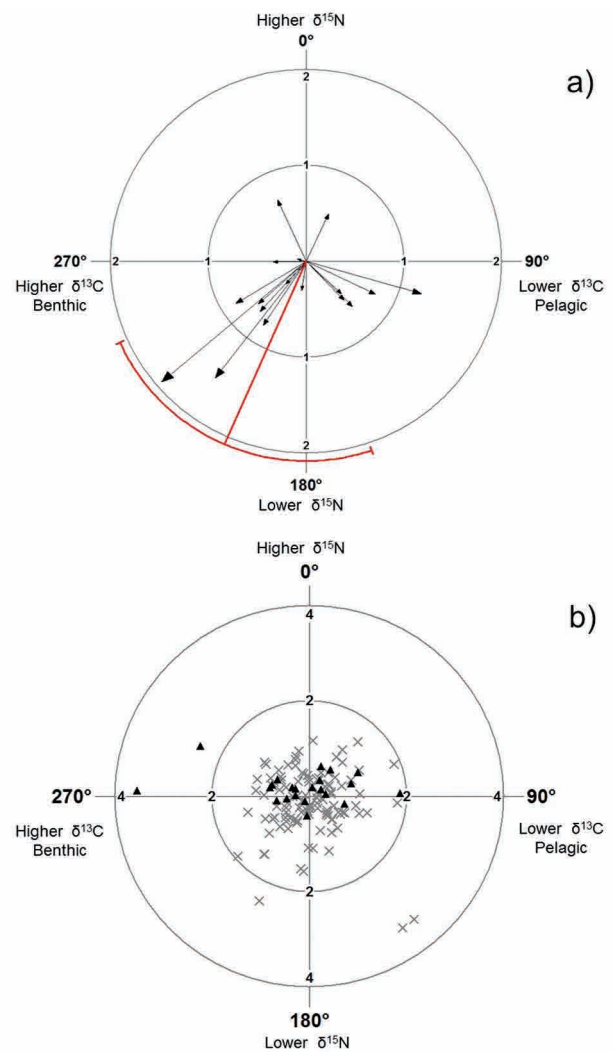 Higher δ¹⁵N
0°
a)
2
1
270°
2
1
1
2
90°
Higher δ¹³C
Benthic
Lower δ¹³C
Pelagic
1
2
180°
Lower δ¹⁵N
Higher δ¹⁵N
0°
b)
4
2
270°
4
2
2
4
90°
Higher δ¹³C
Benthic
Lower δ¹³C
Pelagic
2
4
180°
Lower δ¹⁵N